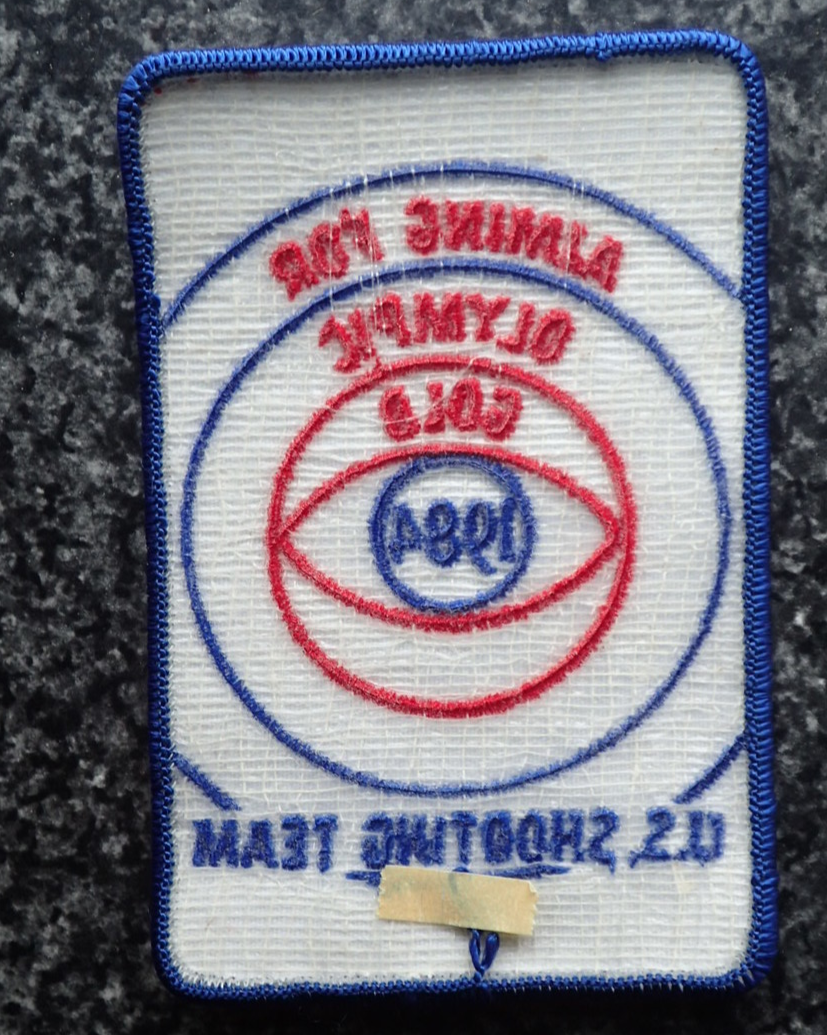 AIMING FOR
OLYMPIC
GOLD
1984
U.S. SHOOTING TEAM